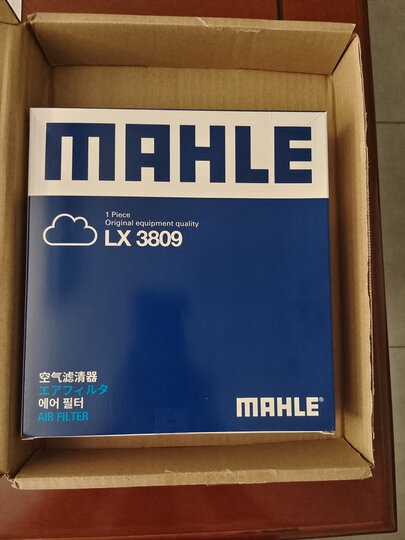 MAHLE
1 Piece
Original equipment quality
LX 3809
空气滤清器
エアフィルタ
에어 필터
AIR FILTER
MAHLE®